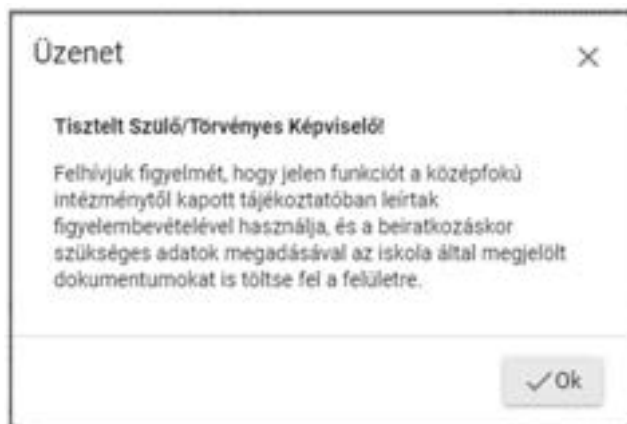 Üzenet
Tisztelt Szülő/Törvényes Képviselő!
Felhívjuk figyelmét, hogy jelen funkciót a középfokú
intézménytől kapott tájékoztatóban leírtak
figyelembevételével használja, és a beiratkozáskor
szükséges adatok megadásával az iskola által megjelölt
dokumentumokat is töltse fel a felületre.
Ok